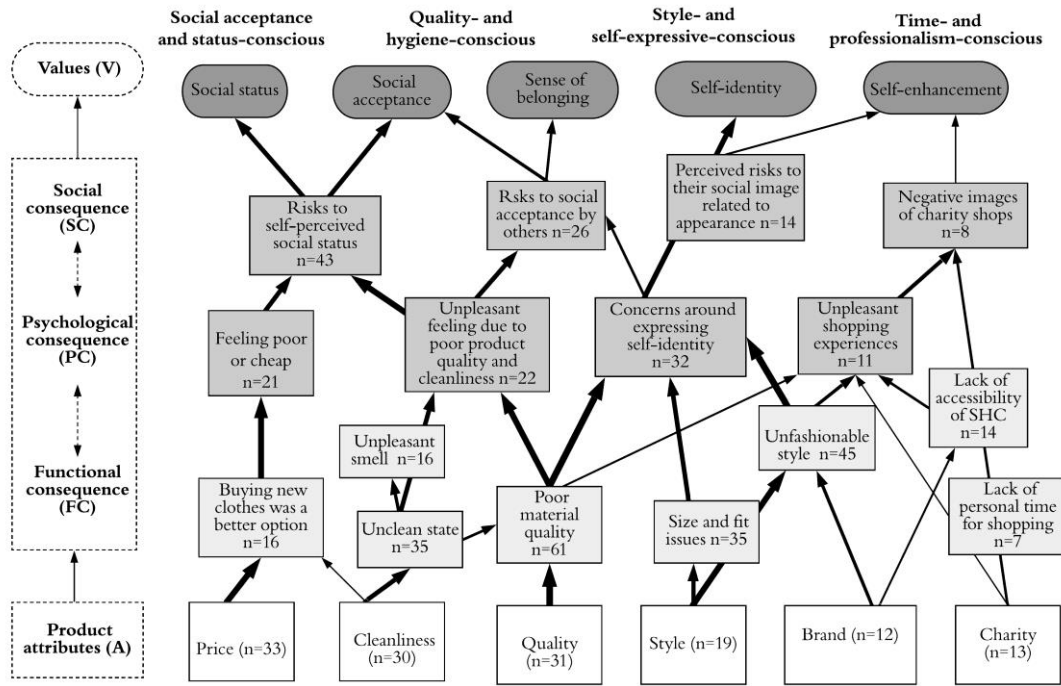 Social acceptance
and status-conscious
Quality- and
hygiene-conscious
Style- and
self-expressive-conscious
Time- and
professionalism-conscious
Values (V)
Social status
Social
acceptance
Sense of
belonging
Self-identity
Self-enhancement
Social
consequence
(SC)
Risks to
self-perceived
social status
n=43
Rsks to social
acceptance by
others n=26
Perceived risks to
their social image
related to
appearance n=14
Negative images
of charity shops
n=8
Psychological
consequence
(PC)
Feeling poor
or cheap
n=21
Unpleasant
feeling due to
poor product
quality and
cleanliness n=22
Concerns around
expressing
self-identity
n=32
Unpleasant
shopping
experiences
n=11
Lack of
accessibility
of SHC
n=14
Functional
consequence
(FC)
Unpleasant
smell n=16
Unfashionable
style n=45
Buying new
clothes was a
better option
n=16
Unclean state
n=35
Poor
material
quality
n=61
Size and fit
issues n=35
Lack of
personal time
for shopping
n=7
Product
attributes (A)
Price (n=33)
Cleanliness
(n=30)
Quality
(n=31)
Style (n=19)
Brand (n=12)
Charity
(n=13)